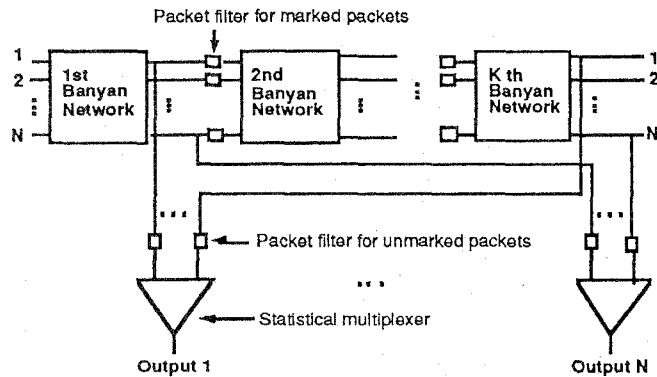 Packet filter for marked packets
1
2
N
1st
Banyan
Network
2nd
Banyan
Network
K th
Banyan
Network
1
2
N
Packet filter for unmarked packets
Statistical multiplexer
Output 1
Output N